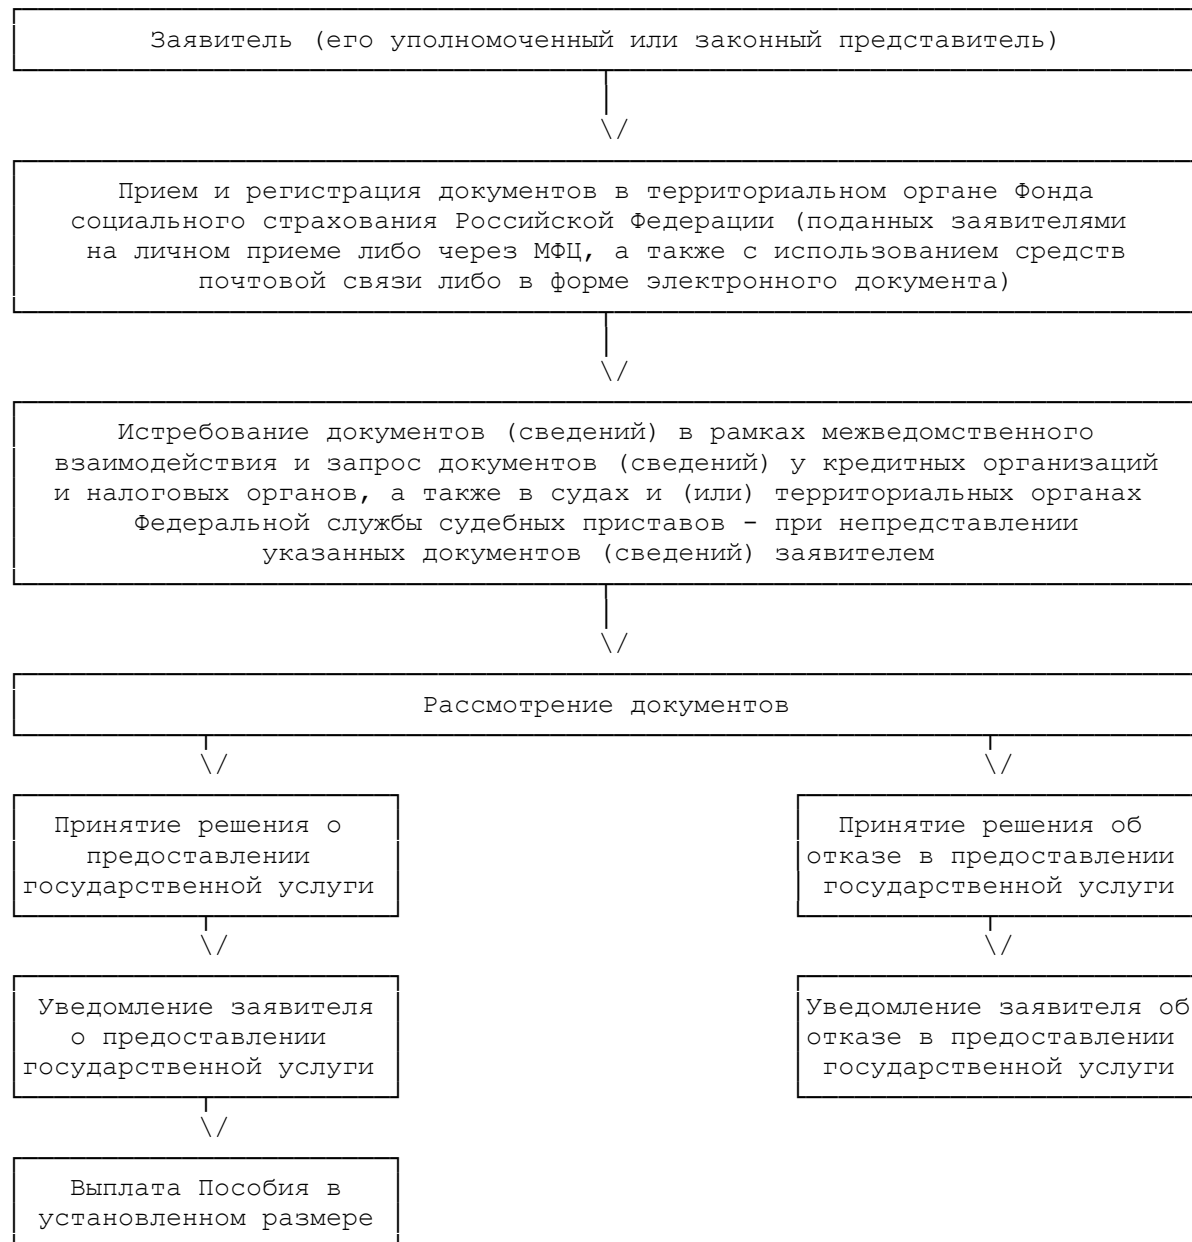 Заявитель (его уполномоченный или законный представитель)
Прием и регистрация документов в территориальном органе Фонда
социального страхования Российской Федерации (поданных заявителями
на личном приеме либо через МФЦ, а также с использованием средств
почтовой связи либо в форме электронного документа)
Истребование документов (сведений) в рамках межведомственного
взаимодействия и запрос документов (сведений) у кредитных организаций
и налоговых органов, а также в судах и (или) территориальных органах
Федеральной службы судебных приставов - при непредставлении
указанных документов (сведений) заявителем
Рассмотрение документов
Принятие решения о
предоставлении
государственной услуги
Принятие решения об
отказе в предоставлении
государственной услуги
Уведомление заявителя
о предоставлении
государственной услуги
Уведомление заявителя об
отказе в предоставлении
государственной услуги
Выплата Пособия в
установленном размере